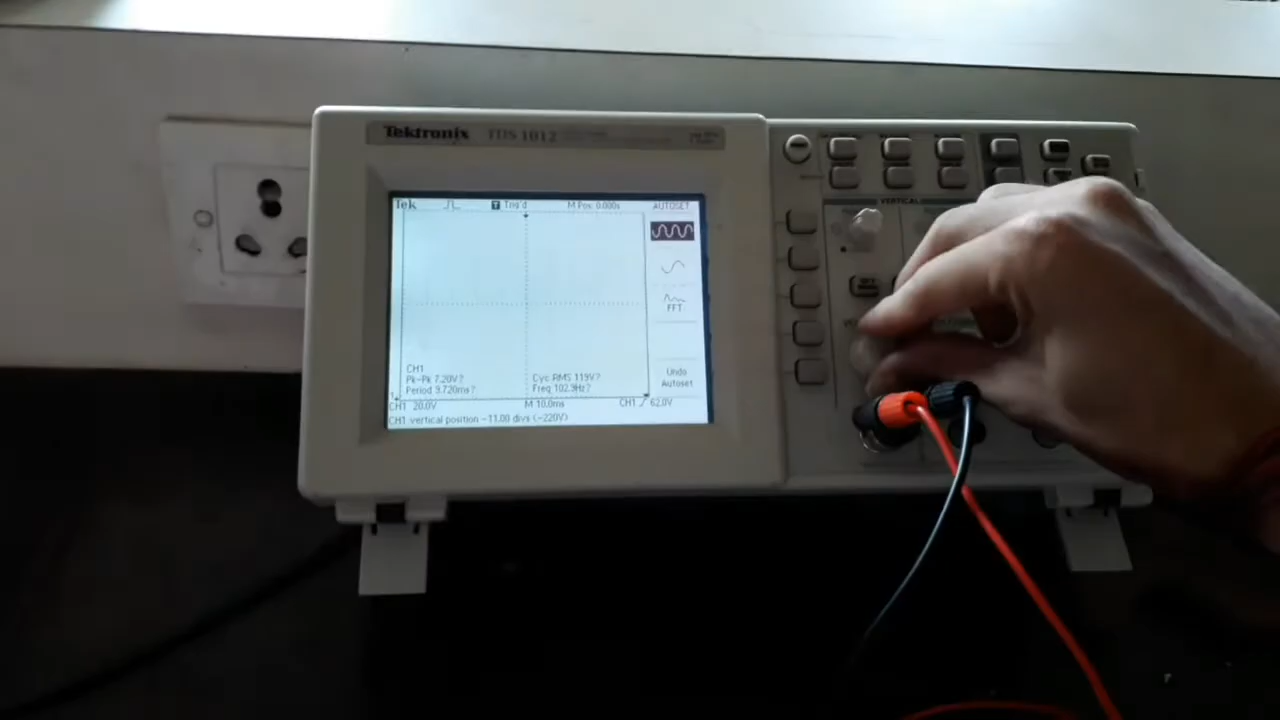 Tektronix TDS 1012
Tek Trig'd M Pos: 0.000s AUTOSET
FFT
CH1
Pk-Pk 7.20V? Cyc RMS 119V?
Period 9.720ms? Freq 102.9Hz?
Undo
Autoset
CH1 20.0V M 10.0ms CH1 62.0V
CH1 vertical position -11.00 divs (-220V)
VERTICAL